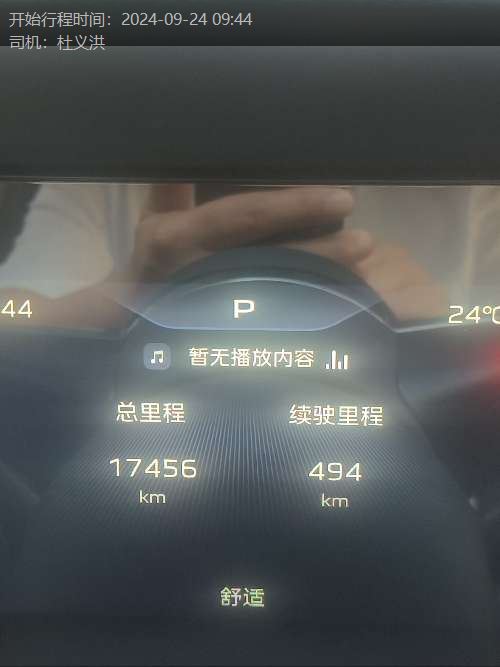 开始行程时间：2024-09-24 09:44
司机：杜义洪
44 P 24℃
暂无播放内容
总里程 续驶里程
17456 494
km km
舒适